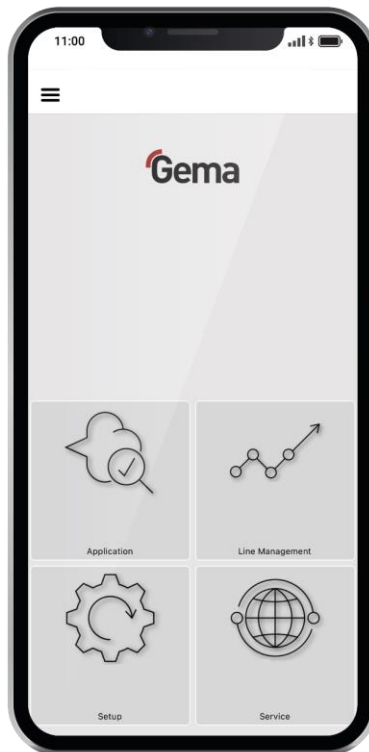 11:00
Gema
Application
Line Management
Setup
Service